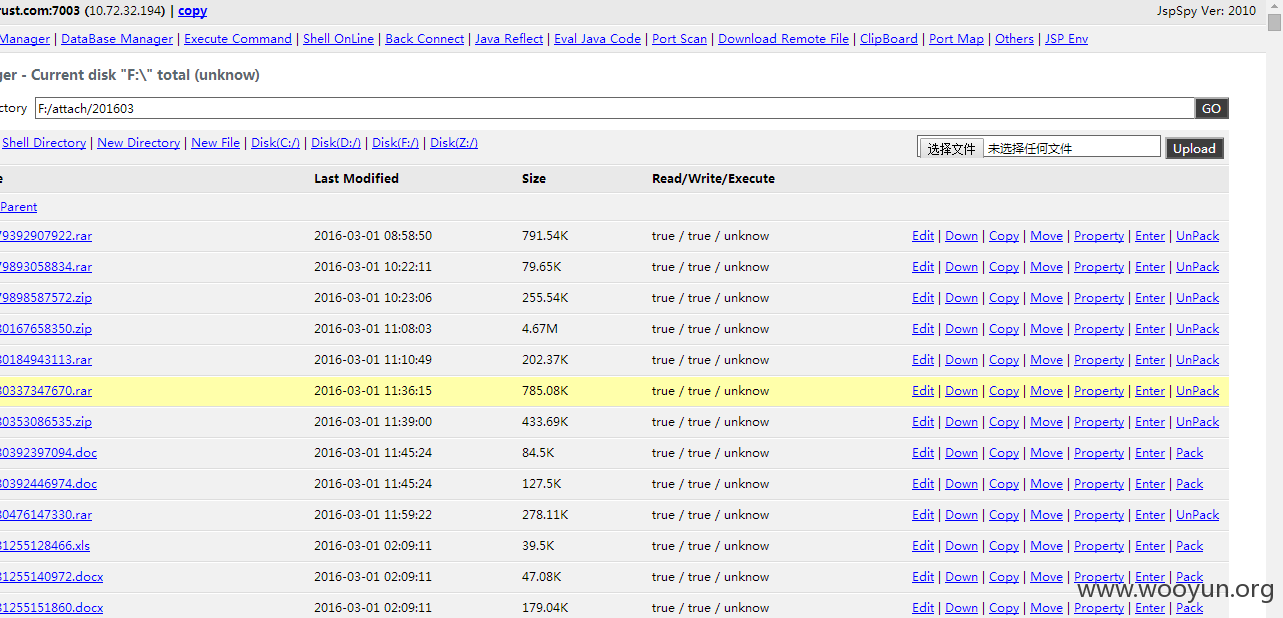 rust.com:7003 (10.72.32.194) | copy JspSpy Ver: 2010
Manager | DataBase Manager | Execute Command | Shell OnLine | Back Connect | Java Reflect | Eval Java Code | Port Scan | Download Remote File | ClipBoard | Port Map | Others | JSP Env
ger - Current disk "F:\" total (unknow)
ctory F:/attach/201603 GO
Shell Directory | New Directory | New File | Disk(C:/) | Disk(D:/) | Disk(F:/) | Disk(Z:/) 选择文件 未选择任何文件 Upload
e Last Modified Size Read/Write/Execute
Parent
79392907922.rar 2016-03-01 08:58:50 791.54K true / true / unknow Edit | Down | Copy | Move | Property | Enter | UnPack
79893058834.rar 2016-03-01 10:22:11 79.65K true / true / unknow Edit | Down | Copy | Move | Property | Enter | UnPack
79898587572.zip 2016-03-01 10:23:06 255.54K true / true / unknow Edit | Down | Copy | Move | Property | Enter | UnPack
80167658350.zip 2016-03-01 11:08:03 4.67M true / true / unknow Edit | Down | Copy | Move | Property | Enter | UnPack
80184943113.rar 2016-03-01 11:10:49 202.37K true / true / unknow Edit | Down | Copy | Move | Property | Enter | UnPack
80337347670.rar 2016-03-01 11:36:15 785.08K true / true / unknow Edit | Down | Copy | Move | Property | Enter | UnPack
80353086535.zip 2016-03-01 11:39:00 433.69K true / true / unknow Edit | Down | Copy | Move | Property | Enter | UnPack
80392397094.doc 2016-03-01 11:45:24 84.5K true / true / unknow Edit | Down | Copy | Move | Property | Enter | Pack
80392446974.doc 2016-03-01 11:45:24 127.5K true / true / unknow Edit | Down | Copy | Move | Property | Enter | Pack
80476147330.rar 2016-03-01 11:59:22 278.11K true / true / unknow Edit | Down | Copy | Move | Property | Enter | UnPack
81255128466.xls 2016-03-01 02:09:11 39.5K true / true / unknow Edit | Down | Copy | Move | Property | Enter | Pack
81255140972.docx 2016-03-01 02:09:11 47.08K true / true / unknow Edit | Down | Copy | Move | Property | Enter | Pack
81255151860.docx 2016-03-01 02:09:11 179.04K true / true / unknow Edit | Down | Copy | Move | Property | Enter | Pack
www.wooyun.org